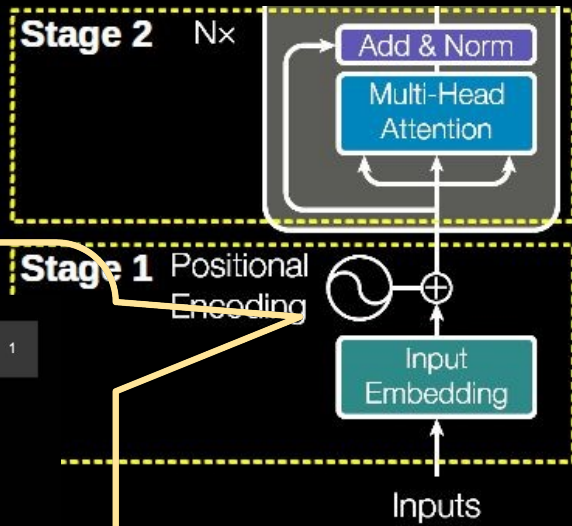 Stage 2 N×
Add & Norm
Multi-Head
Attention
Stage 1 Positional
Encoding
1
Input
Embedding
Inputs